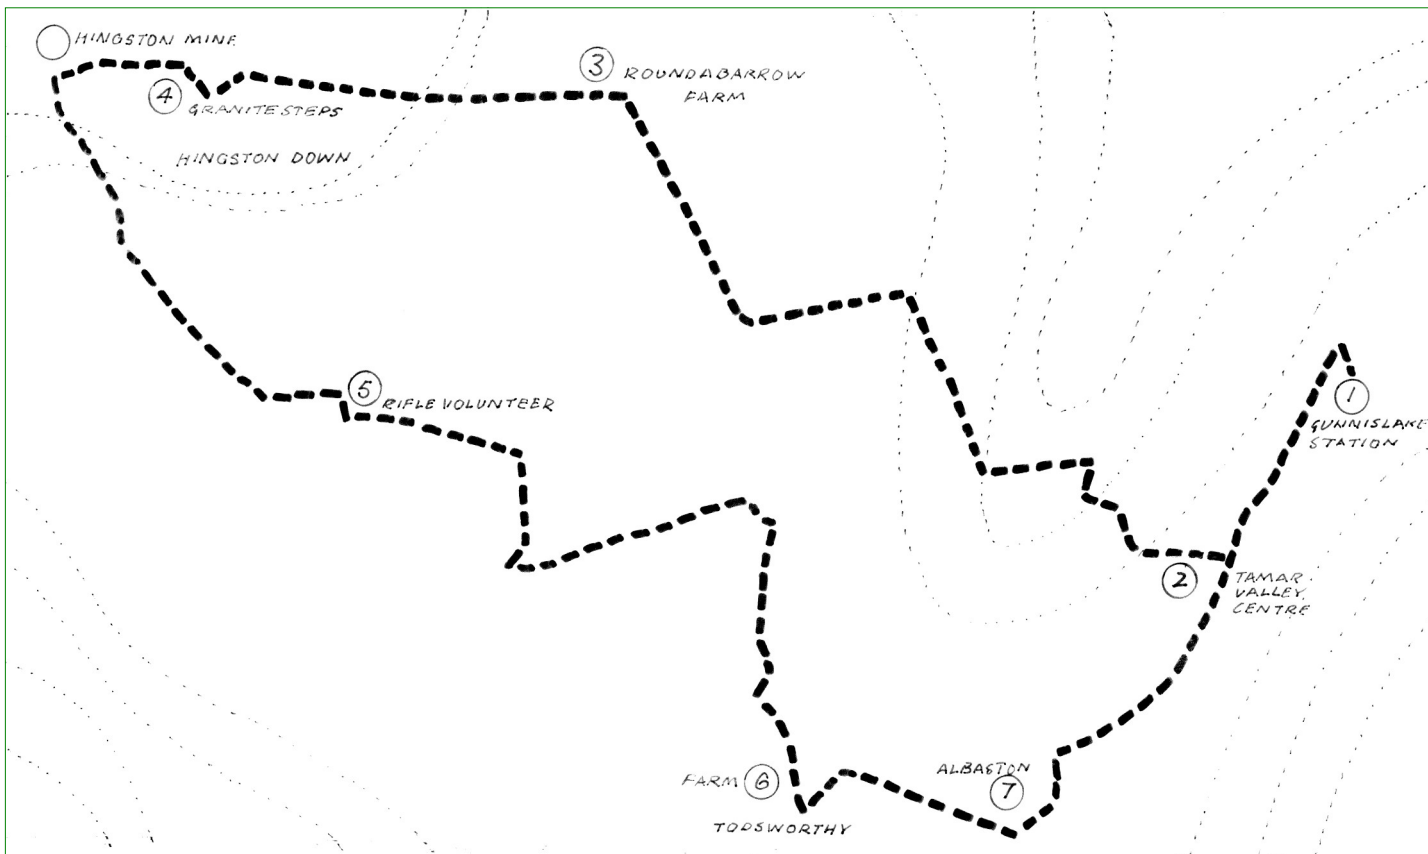 HINGSTON MINE
3
ROUNDABARROW
FARM
4
GRANITE STEPS
HINGSTON DOWN
5
RIFLE VOLUNTEER
1
GUNNISLAKE
STATION
2
TAMAR
VALLEY
CENTRE
ALBASTON
7
FARM 6
TODSWORTHY